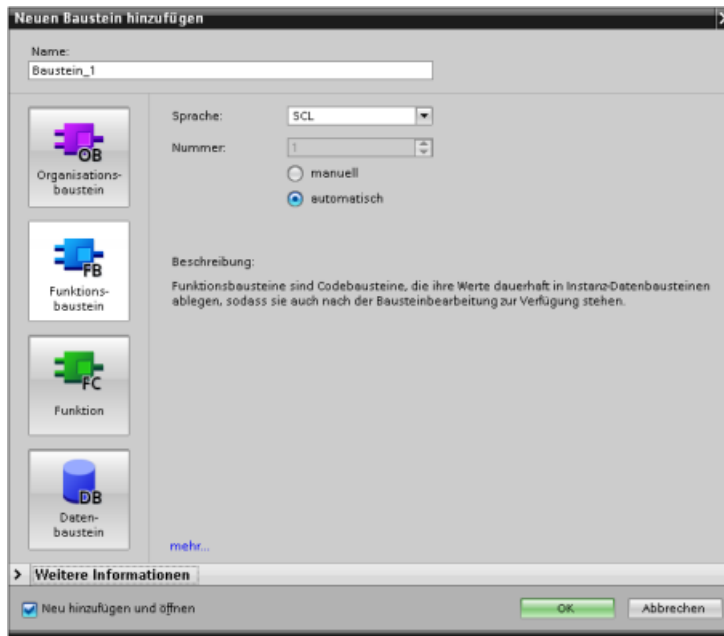 Neuen Baustein hinzufügen
Name:
Baustein_1
OB
Organisations-
baustein
FB
Funktions-
baustein
FC
Funktion
DB
Daten-
baustein
Sprache:
SCL
Nummer:
1
manuell
automatisch
Beschreibung:
Funktionsbausteine sind Codebausteine, die ihre Werte dauerhaft in Instanz-Datenbausteinen
ablegen, sodass sie auch nach der Bausteinbearbeitung zur Verfügung stehen.
mehr...
Weitere Informationen
Neu hinzufügen und öffnen
OK
Abbrechen